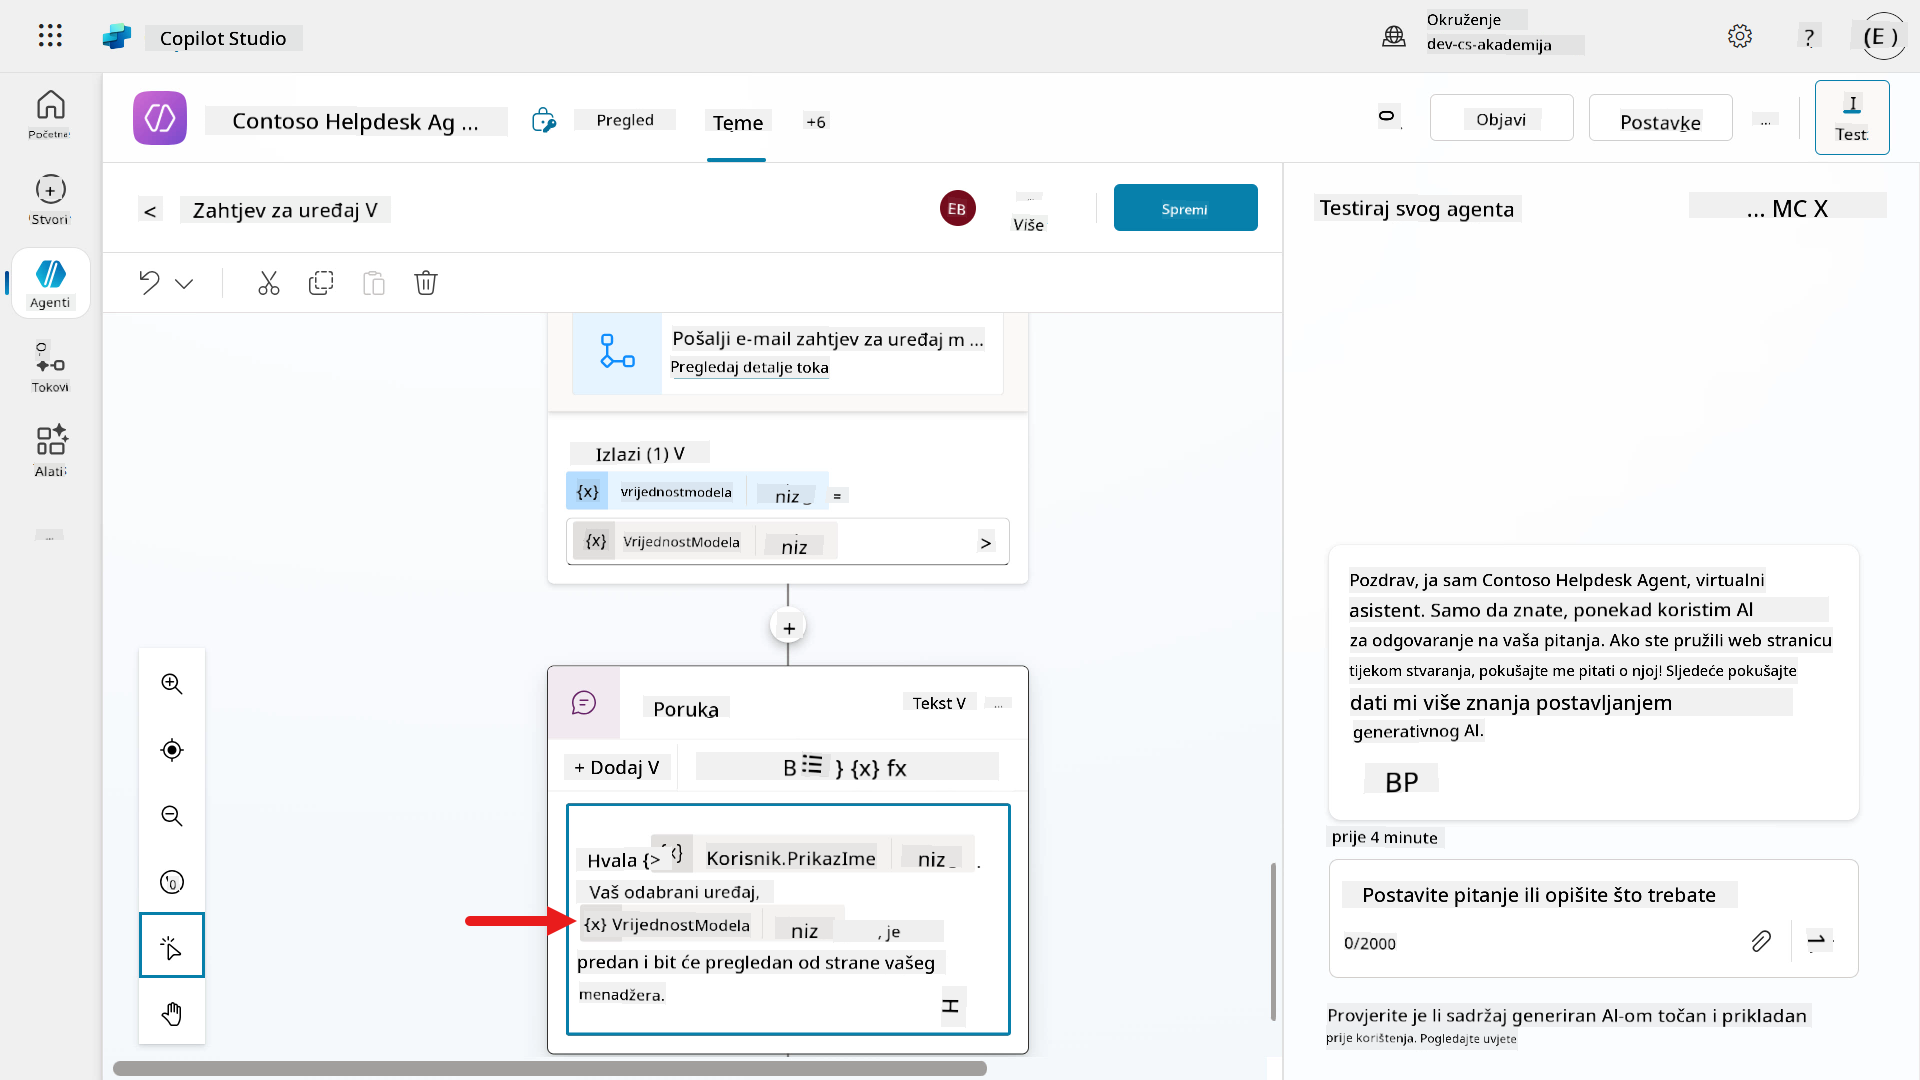 Copilot Studio
Okruženje
dev-cs-akademija
?
(E )
Početna
Stvori
Agenti
Tokovi
Alati
...
Contoso Helpdesk Ag ...
Pregled
Teme
+6
Objavi
Postavke
...
Test
< Zahtjev za uređaj V
EB
...
Više
Spremi
Pošalji e-mail zahtjev za uređaj m ...
Pregledaj detalje toka
Izlazi (1) V
{x} vrijednostmodela niz =
{x} VrijednostModela niz >
+
Poruka
Tekst V ...
+ Dodaj V
B } {x} fx
Hvala {> Korisnik.PrikazIme niz .
Vaš odabrani uređaj,
{x} VrijednostModela niz , je
predan i bit će pregledan od strane vašeg
menadžera.
Testiraj svog agenta
... MC X
Pozdrav, ja sam Contoso Helpdesk Agent, virtualni
asistent. Samo da znate, ponekad koristim AI
za odgovaranje na vaša pitanja. Ako ste pružili web stranicu
tijekom stvaranja, pokušajte me pitati o njoj! Sljedeće pokušajte
dati mi više znanja postavljanjem
generativnog AI.
BP
prije 4 minute
Postavite pitanje ili opišite što trebate
0/2000
Provjerite je li sadržaj generiran AI-om točan i prikladan
prije korištenja. Pogledajte uvjete